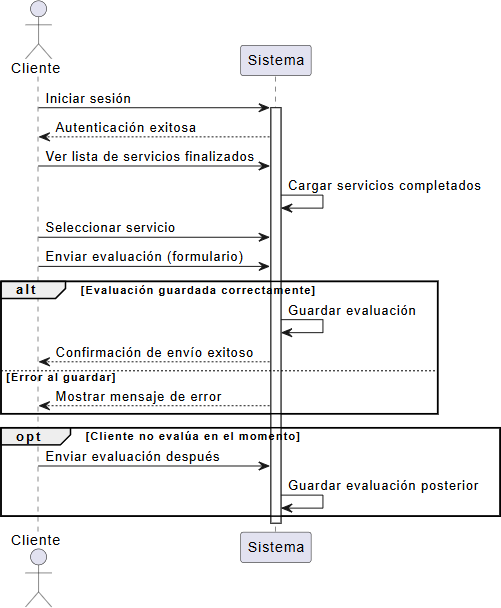 Cliente
Sistema
Iniciar sesión
Autenticación exitosa
Ver lista de servicios finalizados
Cargar servicios completados
Seleccionar servicio
Enviar evaluación (formulario)
alt [Evaluación guardada correctamente]
Guardar evaluación
Confirmación de envío exitoso
[Error al guardar]
Mostrar mensaje de error
opt [Cliente no evalúa en el momento]
Enviar evaluación después
Guardar evaluación posterior
Cliente
Sistema